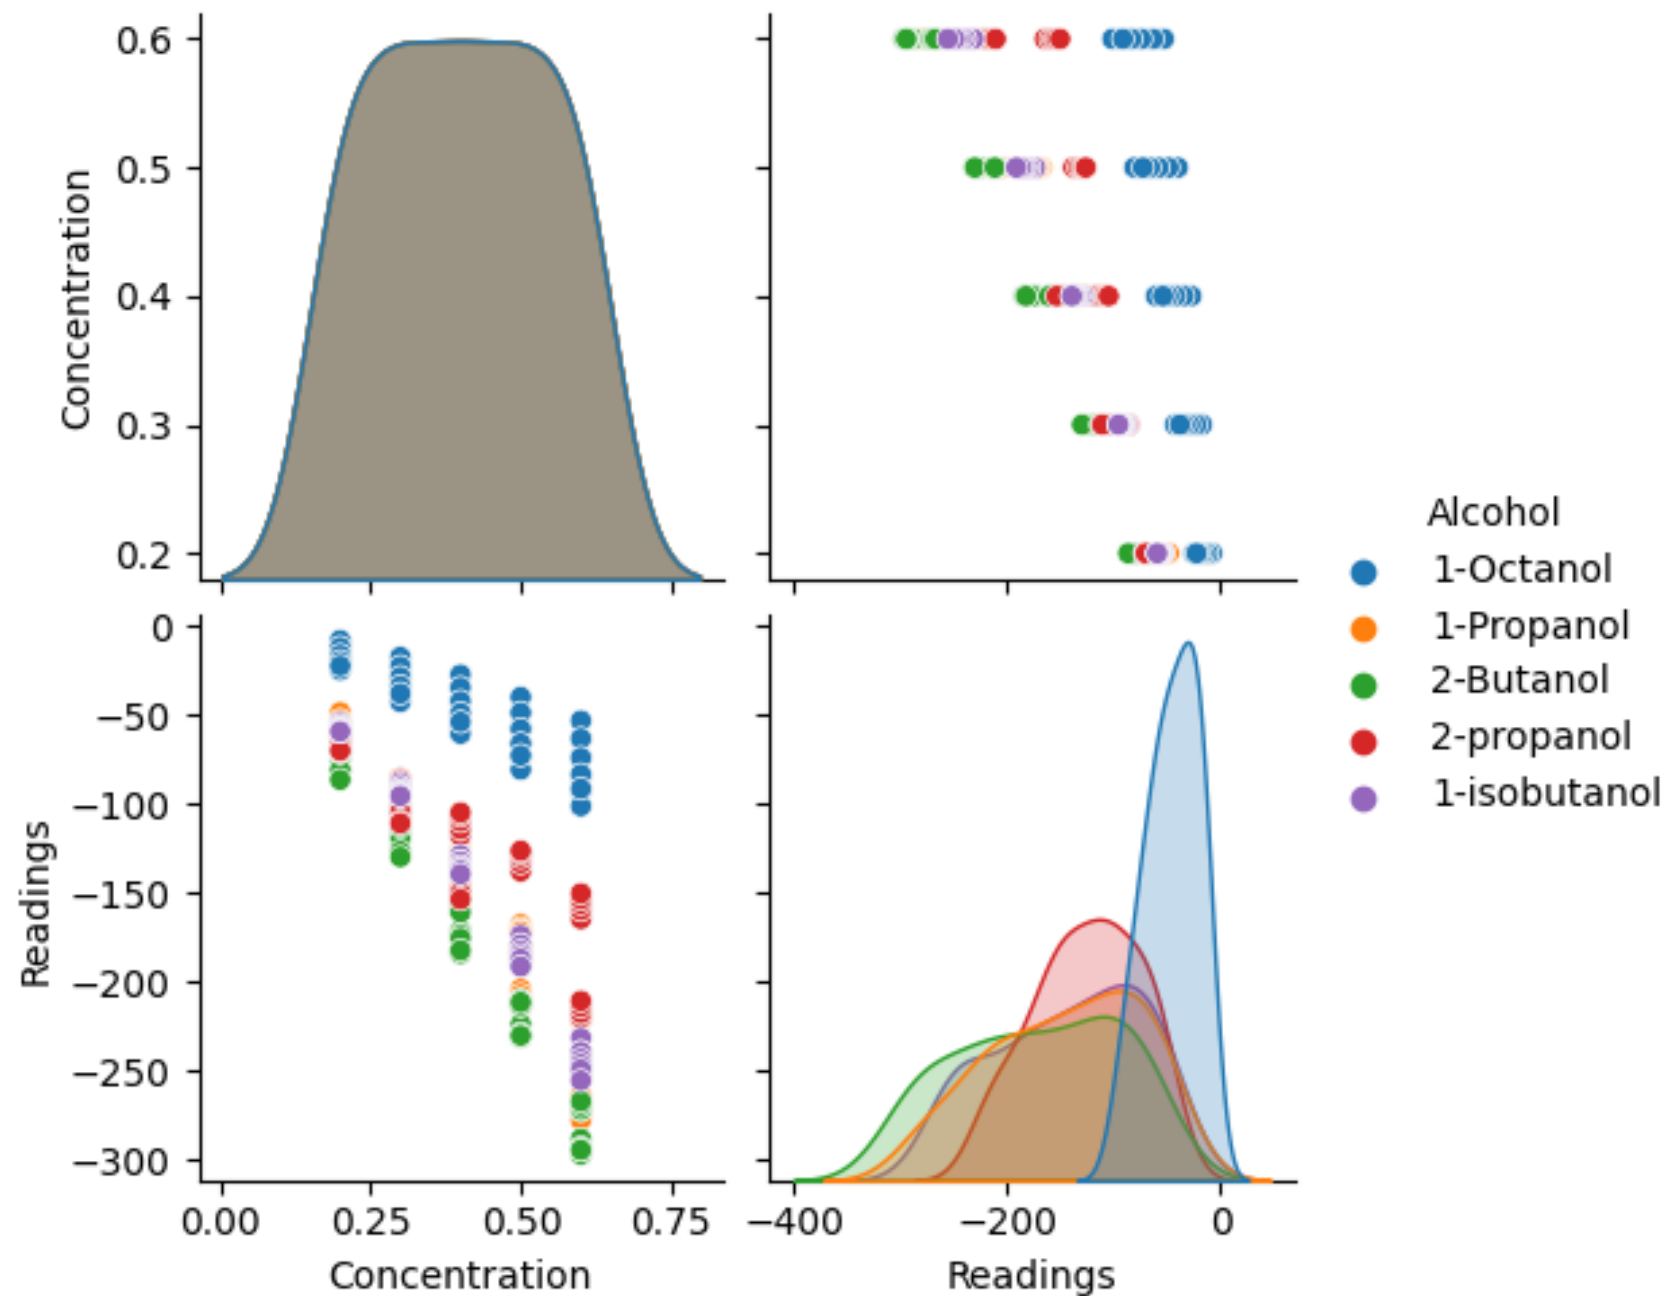 0.6
0.5
0.4
0.3
0.2
Concentration
Alcohol
1-Octanol
1-Propanol
2-Butanol
2-propanol
1-isobutanol
0
−50
−100
−150
−200
−250
−300
Readings
0.00 0.25 0.50 0.75
Concentration
−400 −200 0
Readings